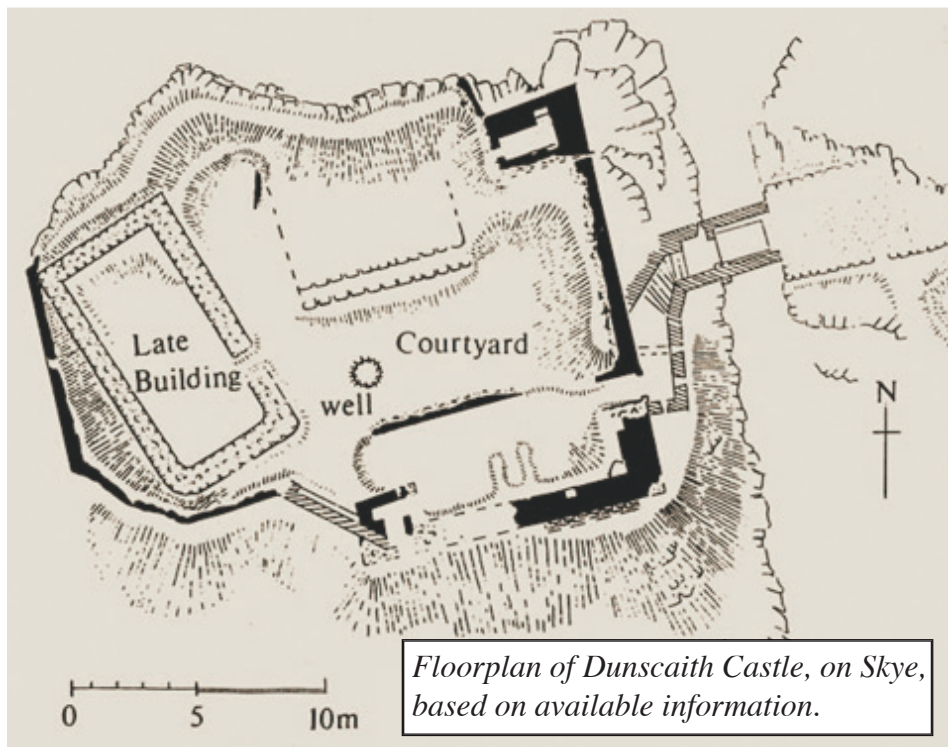 Late
Building
well
Courtyard
N
0 5 10m
Floorplan of Dunscaith Castle, on Skye,
based on available information.